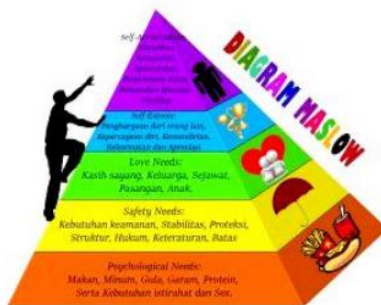 DIAGRAM MASLOW
Self-Esteem:
Penghargaan dari orang lain,
Kepercayaan diri, Kemandirian,
Kehormatan dan Apresiasi
Love Needs:
Kasih sayang, Keluarga, Sejawat,
Pasangan, Anak.
Safety Needs:
Kebutuhan keamanan, Stabilitas, Proteksi,
Struktur, Hukum, Keteraturan, Batas
Psychological Needs:
Makan, Minum, Gula, Garam, Protein,
Serta Kebutuhan istirahat dan Sex.